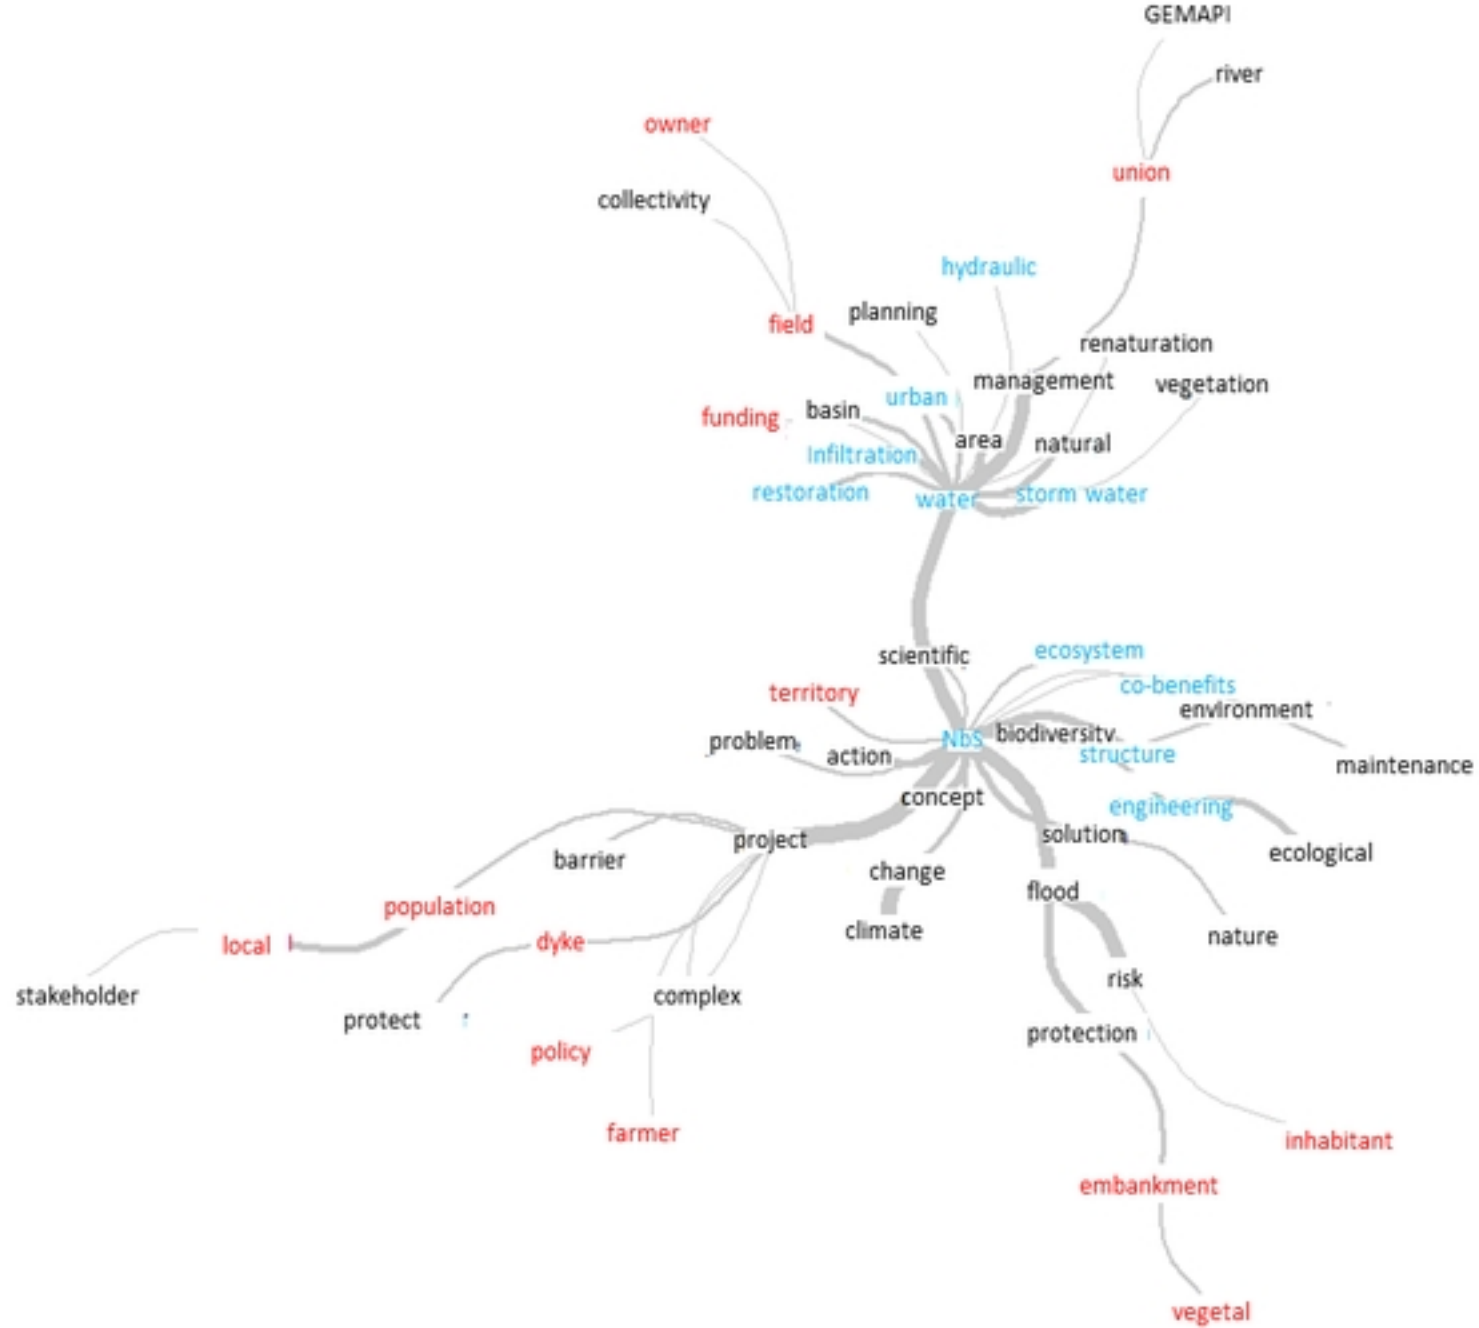 GEMAPI
river
owner
union
collectivity
hydraulic
planning
field
renaturation
management
vegetation
urban
basin
funding
area
natural
Infiltration
restoration
water
storm water
scientific
ecosystem
territory
co-benefits
environment
problem
action
NbS
biodiversity
structure
maintenance
concept
engineering
project
solution
barrier
ecological
change
flood
population
climate
nature
local
dyke
risk
stakeholder
complex
protect
protection
policy
farmer
inhabitant
embankment
vegetal